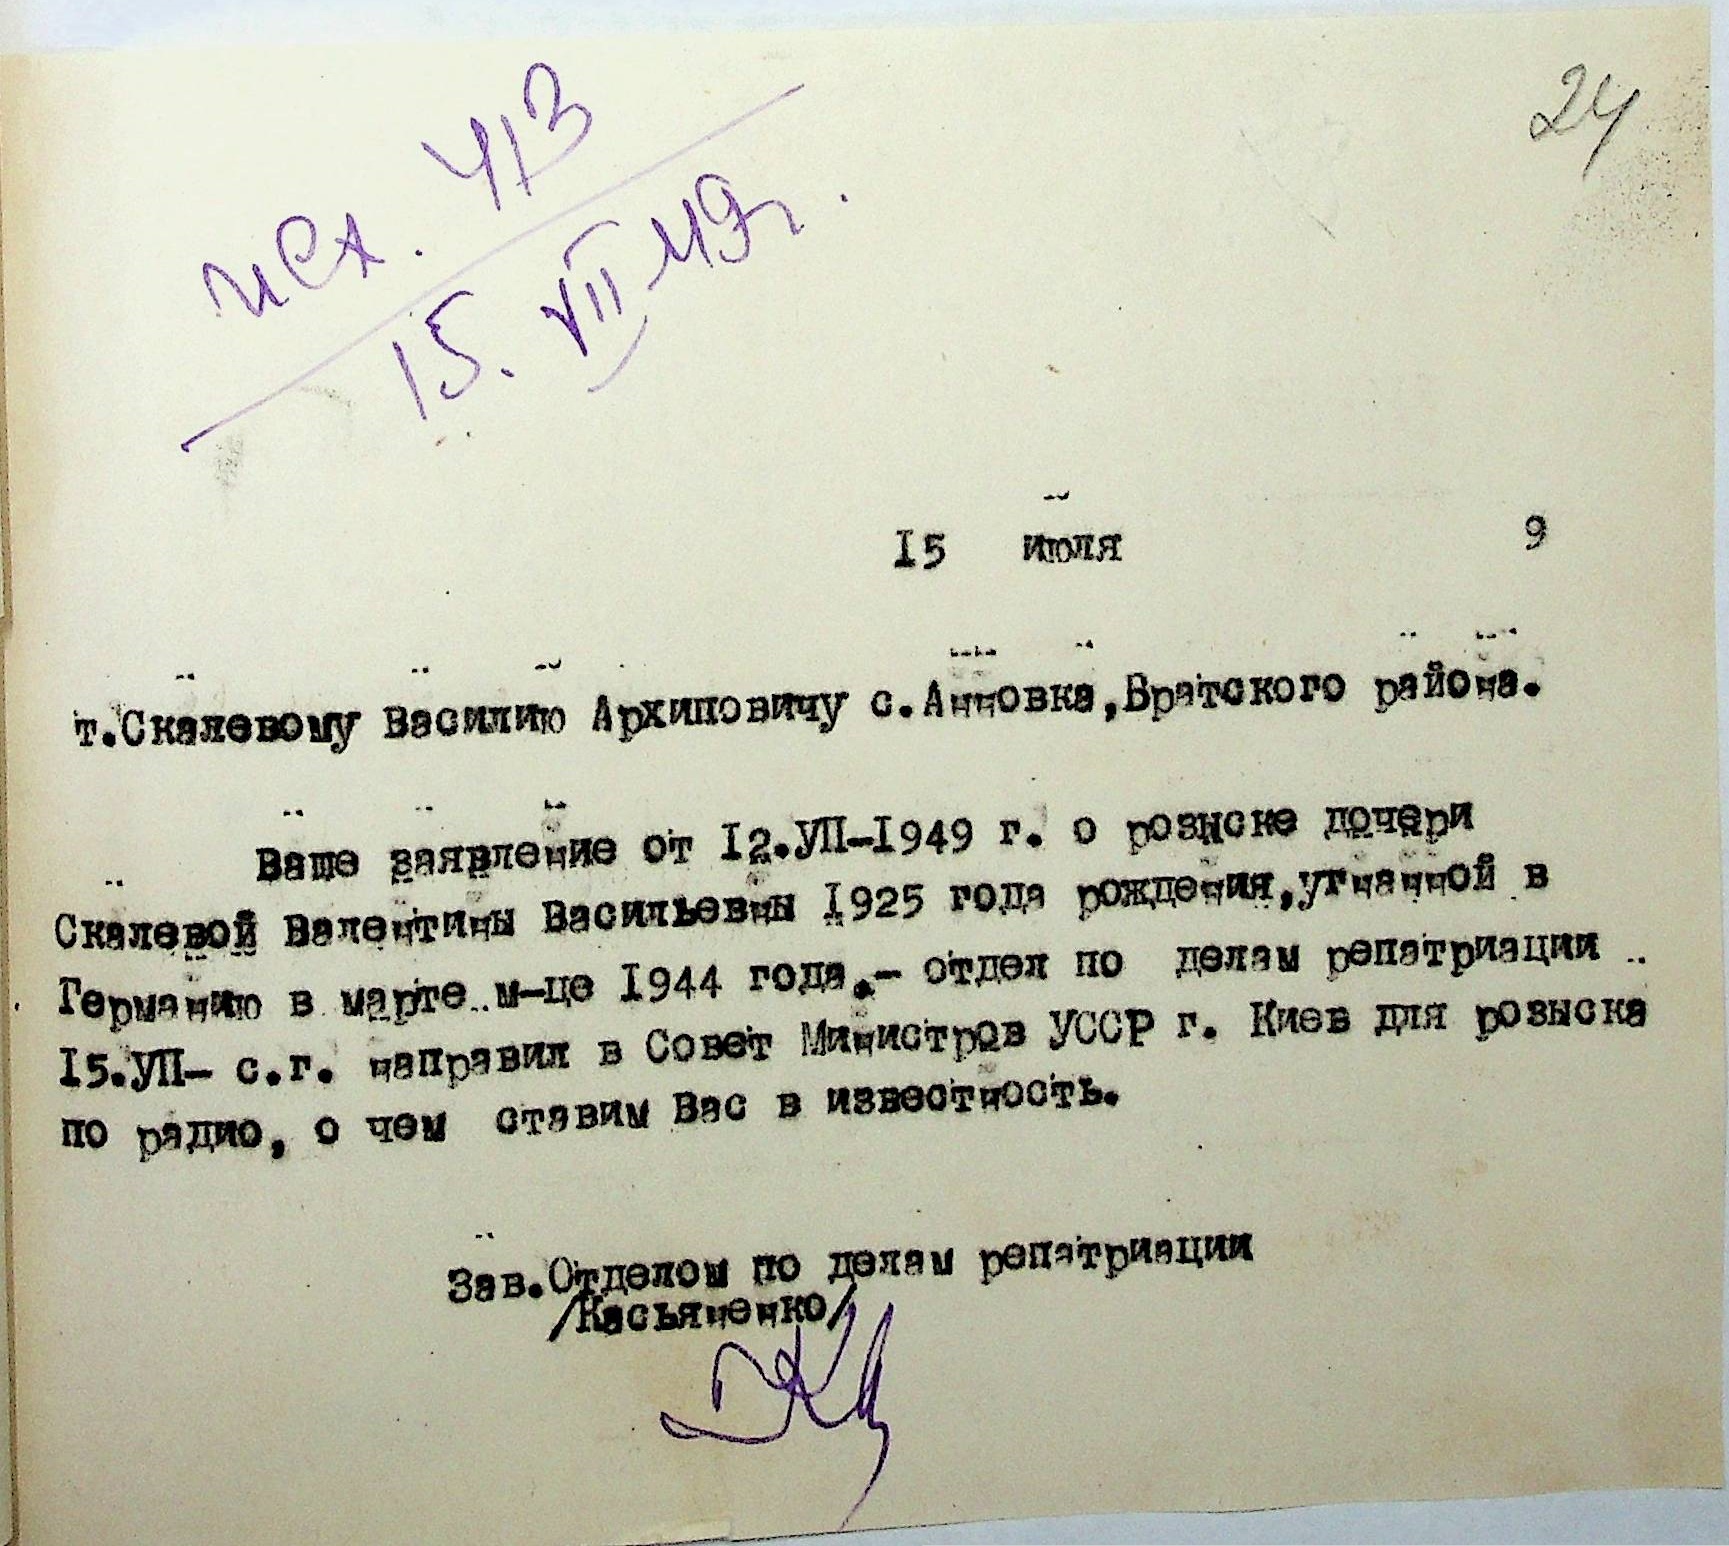 24
исх. 413
15. VII 49г.
15 июля 9
т.Скалевому Василию Архиповичу с.Анновка,Братского района.
Ваше заявление от 12.УП-1949 г. о розыске дочери
Скалевой Валентины Васильевны 1925 года рождения,угнанной в
Германию в марте м-це 1944 года.- отдел по делам репатриации
15.УП- с.г. направил в Совет Министров УССР г. Киев для розыска
по радио, о чем ставим Вас в известность.
Зав.Отделом по делам репатриации
/Касьяненко/